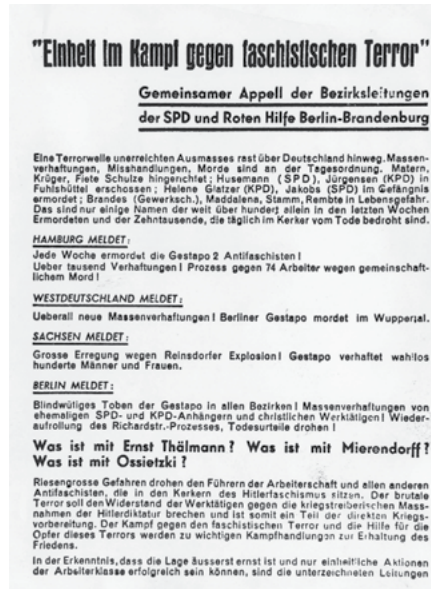 "Einheit im Kampf gegen faschistischen Terror"
Gemeinsamer Appell der Bezirksleitungen
der SPD und Roten Hilfe Berlin-Brandenburg
Eine Terrorwelle unerreichten Ausmasses rast über Deutschland hinweg. Massen-
verhaftungen, Misshandlungen, Morde sind an der Tagesordnung. Matern,
Krüger, Fiete Schulze hingerichtet; Husemann (SPD), Jürgensen (KPD) in
Fuhlsbüttel erschossen; Helene Glatzer (KPD), Jakobs (SPD) im Gefängnis
ermordet; Brandes (Gewerksch.), Maddalena, Stamm, Rembte in Lebensgefahr.
Das sind nur einige Namen der weit über hundert allein in den letzten Wochen
Ermordeten und der Zehntausende, die täglich im Kerker vom Tode bedroht sind.
HAMBURG MELDET:
Jede Woche ermordet die Gestapo 2 Antifaschisten!
Ueber tausend Verhaftungen! Prozess gegen 74 Arbeiter wegen gemeinschaft-
lichem Mord!
WESTDEUTSCHLAND MELDET:
Ueberall neue Massenverhaftungen! Berliner Gestapo mordet im Wuppertal.
SACHSEN MELDET:
Grosse Erregung wegen Reinsdorfer Explosion! Gestapo verhaftet wahllos
hunderte Männer und Frauen.
BERLIN MELDET:
Blindwütiges Toben der Gestapo in allen Bezirken! Massenverhaftungen von
ehemaligen SPD- und KPD-Anhängern und christlichen Werktätigen! Wieder-
aufrollung des Richardstr.-Prozesses, Todesurteile drohen!
Was ist mit Ernst Thälmann? Was ist mit Mierendorff?
Was ist mit Ossietzki?
Riesengrosse Gefahren drohen den Führern der Arbeiterschaft und allen anderen
Antifaschisten, die in den Kerkern des Hitlerfaschismus sitzen. Der brutale
Terror soll den Widerstand der Werktätigen gegen die kriegstreiberischen Mass-
nahmen der Hitlerdiktatur brechen und ist somit ein Teil der direkten Kriegs-
vorbereitung. Der Kampf gegen den faschistischen Terror und die Hilfe für die
Opfer dieses Terrors werden zu wichtigen Kampfhandlungen zur Erhaltung des
Friedens.
In der Erkenntnis, dass die Lage äusserst ernst ist und nur einheitliche Aktionen
der Arbeiterklasse erfolgreich sein können, sind die unterzeichneten Leitungen